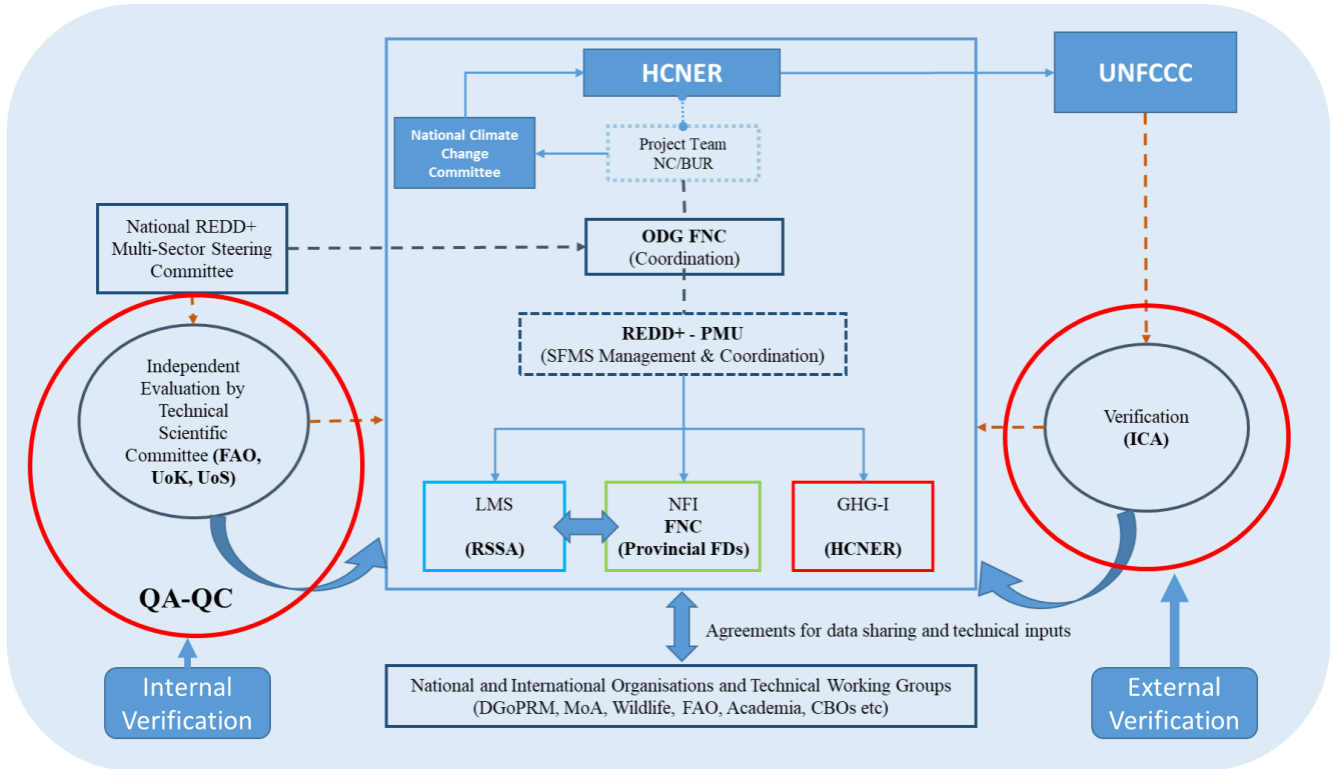 HCNER
UNFCCC
National Climate
Change
Committee
Project Team
NC/BUR
National REDD+
Multi-Sector Steering
Committee
ODG FNC
(Coordination)
REDD+ - PMU
(SFMS Management & Coordination)
Independent
Evaluation by
Technical
Scientific
Committee (FAO,
UoK, UoS)
Verification
(ICA)
LMS
(RSSA)
NFI
FNC
(Provincial FDs)
GHG-I
(HCNER)
QA-QC
Agreements for data sharing and technical inputs
Internal
Verification
National and International Organisations and Technical Working Groups
(DGoPRM, MoA, Wildlife, FAO, Academia, CBOs etc)
External
Verification